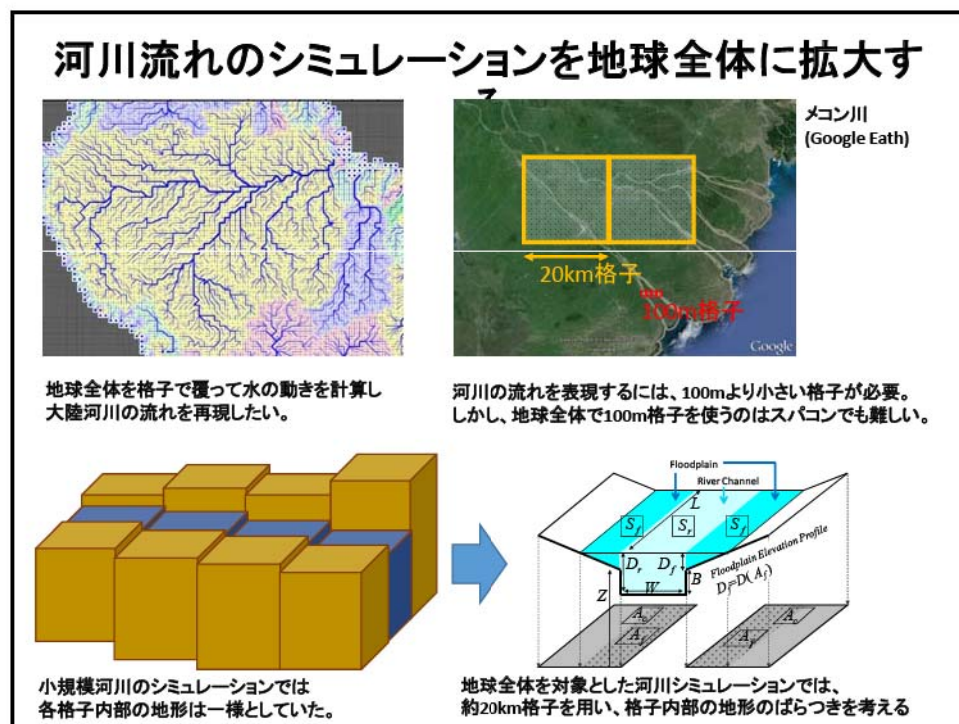 河川流れのシミュレーションを地球全体に拡大す
る
メコン川
(Google Eath)
20km格子
100m格子
Google
地球全体を格子で覆って水の動きを計算し
大陸河川の流れを再現したい。
河川の流れを表現するには、100mより小さい格子が必要。
しかし、地球全体で100m格子を使うのはスパコンでも難しい。
Floodplain
River Channel
L
S_f S_r S_f
D_r D_f
Floodplain Elevation Profile
D_f=D(A_f)
Z W B
A_c A_c
A_f A_f
小規模河川のシミュレーションでは
各格子内部の地形は一様としていた。
地球全体を対象とした河川シミュレーションでは、
約20km格子を用い、格子内部の地形のばらつきを考える